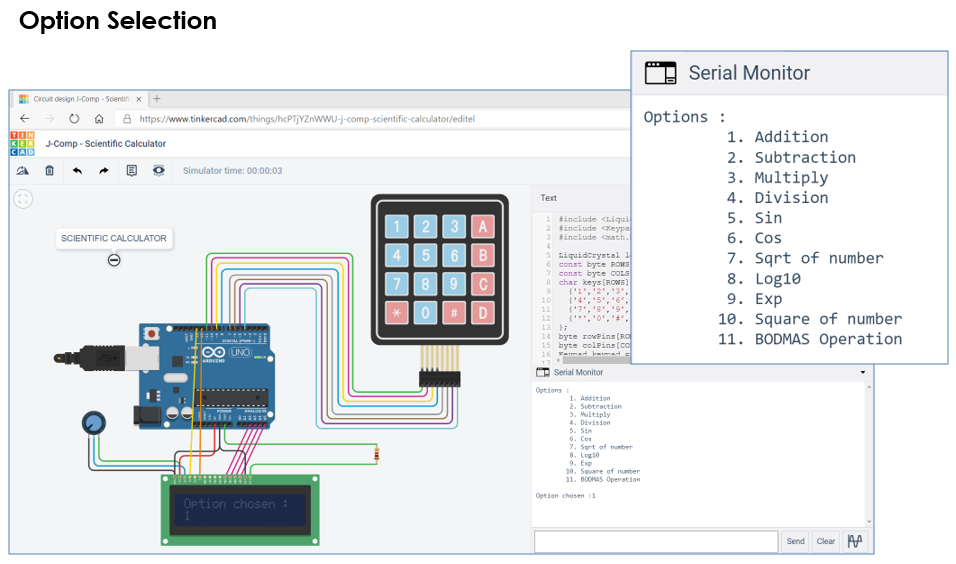 Option Selection
Serial Monitor
Options :
1. Addition
2. Subtraction
3. Multiply
4. Division
5. Sin
6. Cos
7. Sqrt of number
8. Log10
9. Exp
10. Square of number
11. BODMAS Operation
Circuit design J-Comp - Scientifi
https://www.tinkercad.com/things/hcPTjYZnWWU-j-comp-scientific-calculator/editel
TIN
KER
CAD
J-Comp - Scientific Calculator
Simulator time: 00:00:03
SCIENTIFIC CALCULATOR
1 2 3 A
4 5 6 B
7 8 9 C
* 0 # D
ARDUINO
UNO
DIGITAL (PWM~)
POWER
ANALOG IN
Option chosen :
1
Text
1 #include <Liqui
2 #include <Keypa
3 #include <math.
4
5 LiquidCrystal l
6 const byte ROWS
7 const byte COLS
8 char keys[ROWS]
9 {'1','2','3',
10 {'4','5','6',
11 {'7','8','9',
12 {'*','0','#',
13 };
14 byte rowPins[RO
15 byte colPins[CO
16 Keypad keypad =
17
Serial Monitor
Options :
1. Addition
2. Subtraction
3. Multiply
4. Division
5. Sin
6. Cos
7. Sqrt of number
8. Log10
9. Exp
10. Square of number
11. BODMAS Operation
Option chosen :1
Send
Clear